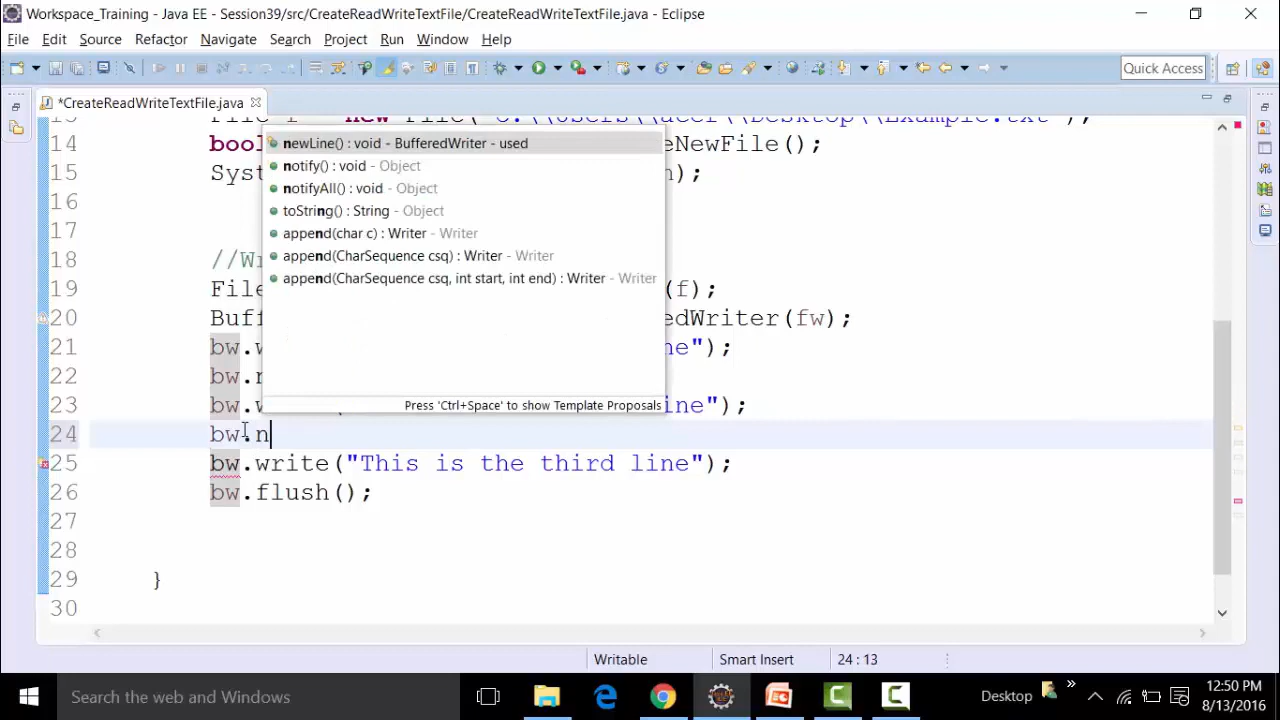 Workspace_Training - Java EE - Session39/src/CreateReadWriteTextFile/CreateReadWriteTextFile.java - Eclipse
File Edit Source Refactor Navigate Search Project Run Window Help
Quick Access
*CreateReadWriteTextFile.java
14 bool eNewFile();
15 Syst n);
16
17
18 //Wr
19 File (f);
20 Buff edWriter(fw);
21 bw.w ne");
22 bw.n
23 bw.w ine");
24 bw.n
25 bw.write("This is the third line");
26 bw.flush();
27
28
29 }
30
newLine() : void - BufferedWriter - used
notify() : void - Object
notifyAll() : void - Object
toString() : String - Object
append(char c) : Writer - Writer
append(CharSequence csq) : Writer - Writer
append(CharSequence csq, int start, int end) : Writer - Writer
Press 'Ctrl+Space' to show Template Proposals
Writable Smart Insert 24 : 13
Search the web and Windows
Desktop
12:50 PM
8/13/2016